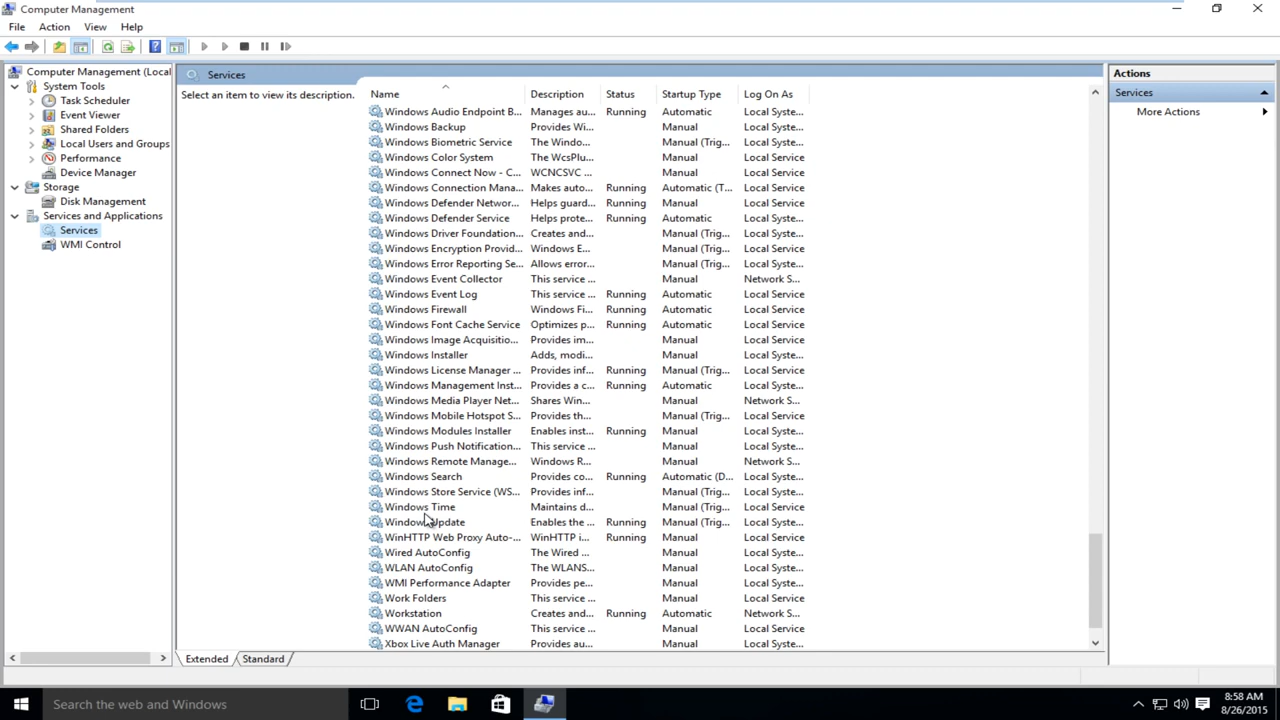 Computer Management
File Action View Help
Computer Management (Local
System Tools
Task Scheduler
Event Viewer
Shared Folders
Local Users and Groups
Performance
Device Manager
Storage
Disk Management
Services and Applications
Services
WMI Control
Services
Select an item to view its description.
Name Description Status Startup Type Log On As
Windows Audio Endpoint B... Manages au... Running Automatic Local Syste...
Windows Backup Provides Wi... Manual Local Syste...
Windows Biometric Service The Windo... Manual (Trig... Local Syste...
Windows Color System The WcsPlu... Manual Local Service
Windows Connect Now - C... WCNCSVC ... Manual Local Service
Windows Connection Mana... Makes auto... Running Automatic (T... Local Service
Windows Defender Networ... Helps guard... Running Manual Local Service
Windows Defender Service Helps prote... Running Automatic Local Syste...
Windows Driver Foundation... Creates and... Manual (Trig... Local Syste...
Windows Encryption Provid... Windows E... Manual (Trig... Local Service
Windows Error Reporting Se... Allows error... Manual (Trig... Local Syste...
Windows Event Collector This service ... Manual Network S...
Windows Event Log This service ... Running Automatic Local Service
Windows Firewall Windows Fi... Running Automatic Local Service
Windows Font Cache Service Optimizes p... Running Automatic Local Service
Windows Image Acquisitio... Provides im... Manual Local Service
Windows Installer Adds, modi... Manual Local Syste...
Windows License Manager ... Provides inf... Running Manual (Trig... Local Service
Windows Management Inst... Provides a c... Running Automatic Local Syste...
Windows Media Player Net... Shares Win... Manual Network S...
Windows Mobile Hotspot S... Provides th... Manual (Trig... Local Service
Windows Modules Installer Enables inst... Running Manual Local Syste...
Windows Push Notification... This service ... Manual Local Syste...
Windows Remote Manage... Windows R... Manual Network S...
Windows Search Provides co... Running Automatic (D... Local Syste...
Windows Store Service (WS... Provides inf... Manual (Trig... Local Syste...
Windows Time Maintains d... Manual (Trig... Local Service
Windows Update Enables the ... Running Manual (Trig... Local Syste...
WinHTTP Web Proxy Auto-... WinHTTP i... Running Manual Local Service
Wired AutoConfig The Wired ... Manual Local Syste...
WLAN AutoConfig The WLANS... Manual Local Syste...
WMI Performance Adapter Provides pe... Manual Local Syste...
Work Folders This service ... Manual Local Service
Workstation Creates and... Running Automatic Network S...
WWAN AutoConfig This service ... Manual Local Service
Xbox Live Auth Manager Provides au... Manual Local Syste...
Extended Standard
Actions
Services
More Actions
Search the web and Windows
8:58 AM
8/26/2015